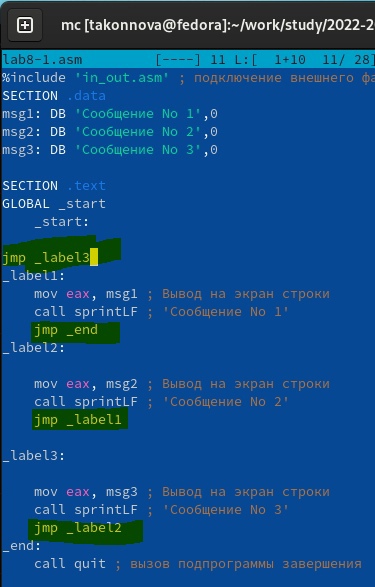 mc [takonnova@fedora]:~/work/study/2022-2
lab8-1.asm [----] 11 L:[ 1+10 11/ 28]
%include 'in_out.asm' ; подключение внешнего фа
SECTION .data
msg1: DB 'Сообщение No 1',0
msg2: DB 'Сообщение No 2',0
msg3: DB 'Сообщение No 3',0
SECTION .text
GLOBAL _start
_start:
jmp _label3
_label1:
mov eax, msg1 ; Вывод на экран строки
call sprintLF ; 'Сообщение No 1'
jmp _end
_label2:
mov eax, msg2 ; Вывод на экран строки
call sprintLF ; 'Сообщение No 2'
jmp _label1
_label3:
mov eax, msg3 ; Вывод на экран строки
call sprintLF ; 'Сообщение No 3'
jmp _label2
_end:
call quit ; вызов подпрограммы завершения